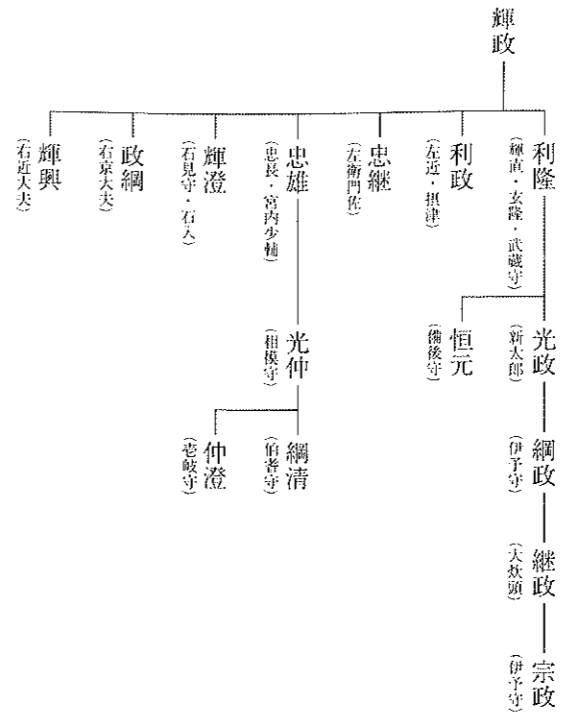 輝政
利隆
(輝直・玄隆・武蔵守)
利政
(左近・摂津)
忠継
(左衛門佐)
忠雄
(忠長・宮内少輔)
輝澄
(石見守・石入)
政綱
(右京大夫)
輝興
(右近大夫)
光政
(新太郎)
恒元
(備後守)
光仲
(相模守)
綱政
(伊予守)
綱清
(伯耆守)
仲澄
(壱岐守)
継政
(大炊頭)
宗政
(伊予守)